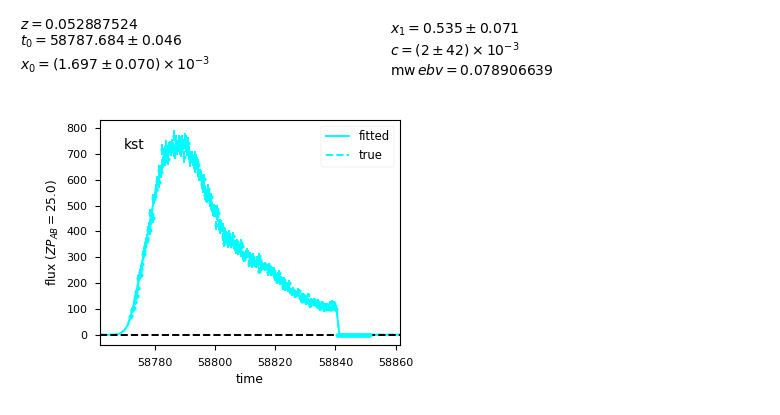 z = 0.052887524
t₀ = 58787.684 ± 0.046
x₀ = (1.697 ± 0.070) × 10⁻³
x₁ = 0.535 ± 0.071
c = (2 ± 42) × 10⁻³
mw ebv = 0.078906639
kst
fitted
true
800
700
600
500
400
300
200
100
0
flux (ZP_AB = 25.0)
58780 58800 58820 58840 58860
time